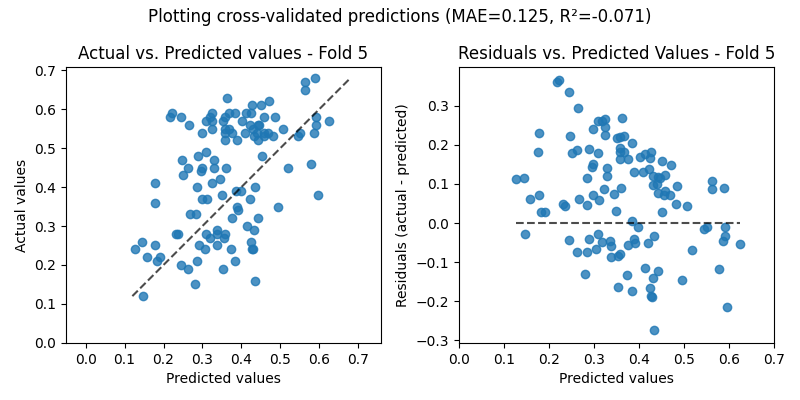 Plotting cross-validated predictions (MAE=0.125, R²=-0.071)
Actual vs. Predicted values - Fold 5
Residuals vs. Predicted Values - Fold 5
Actual values
0.7
0.6
0.5
0.4
0.3
0.2
0.1
0.0
0.0 0.1 0.2 0.3 0.4 0.5 0.6 0.7
Predicted values
Residuals (actual - predicted)
0.3
0.2
0.1
0.0
−0.1
−0.2
−0.3
0.0 0.1 0.2 0.3 0.4 0.5 0.6 0.7
Predicted values